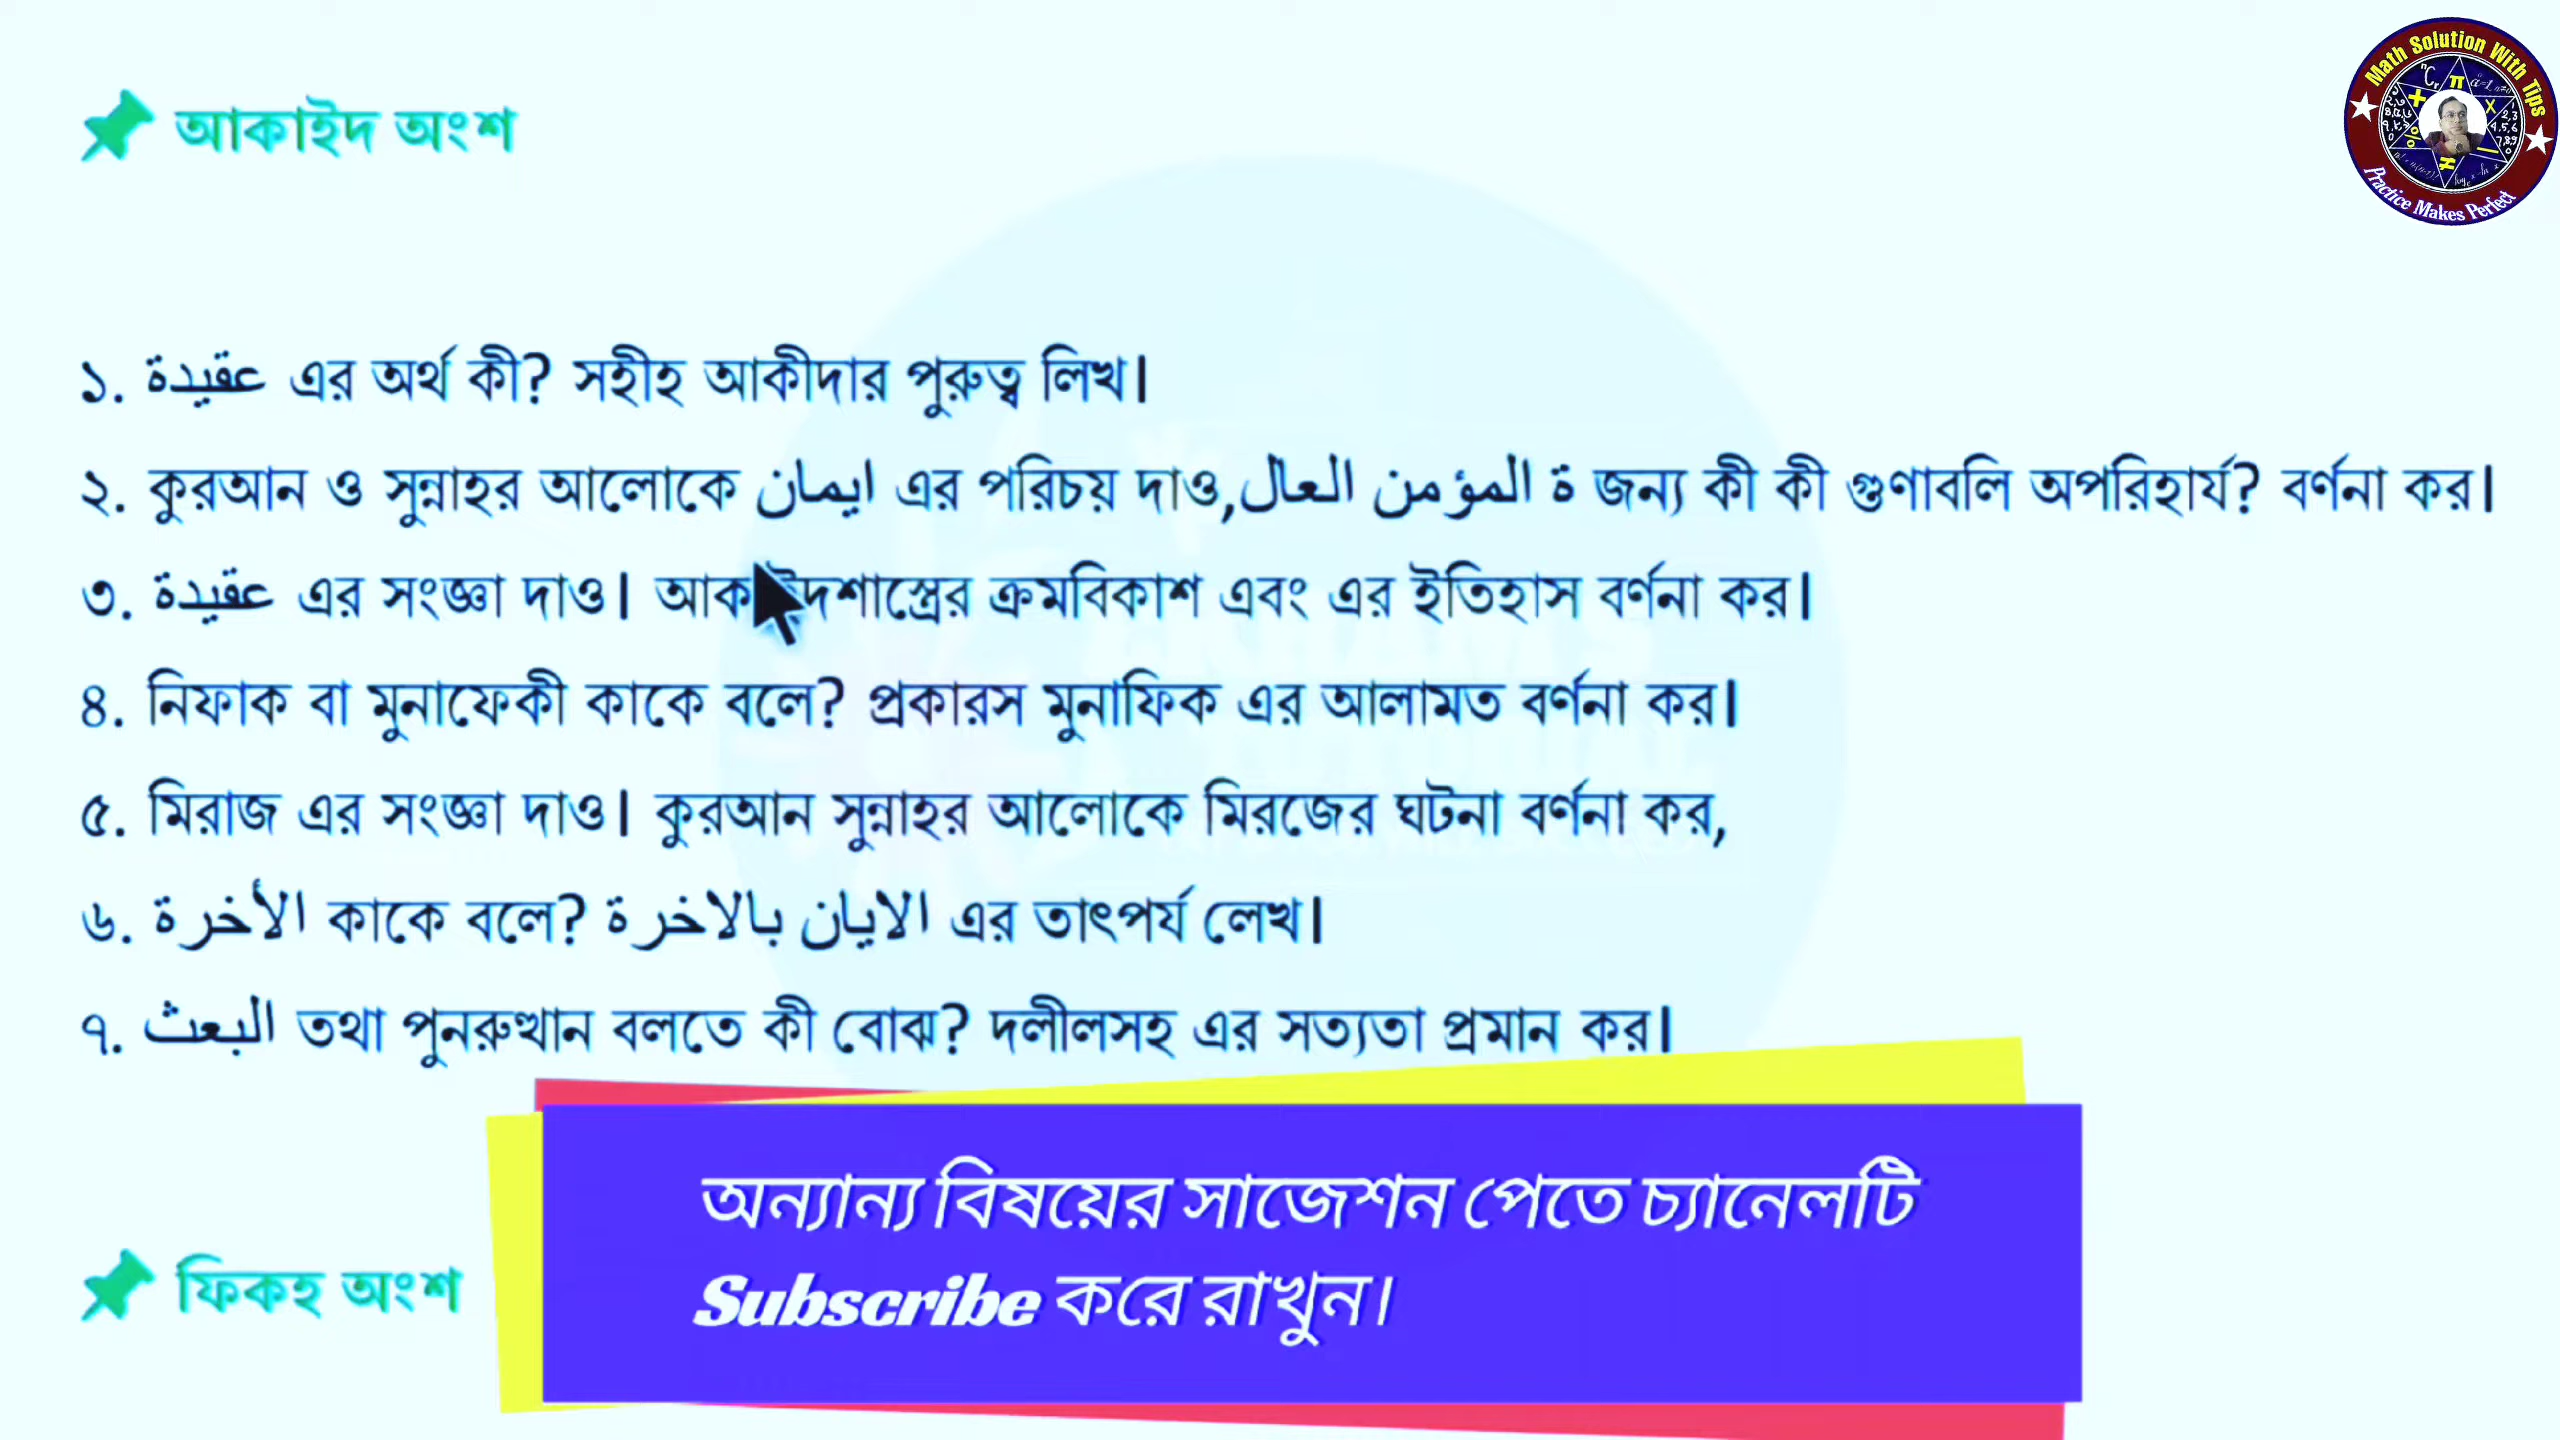 Math Solution With Tips
Practice Makes Perfect
আকাইদ অংশ
১. عقيدة এর অর্থ কী? সহীহ আকীদার পুরুত্ব লিখ।
২. কুরআন ও সুন্নাহর আলোকে ايمان এর পরিচয় দাও,المؤمن العال ة জন্য কী কী গুণাবলি অপরিহার্য? বর্ণনা কর।
৩. عقيدة এর সংজ্ঞা দাও। আকাইদশাস্ত্রের ক্রমবিকাশ এবং এর ইতিহাস বর্ণনা কর।
৪. নিফাক বা মুনাফেকী কাকে বলে? প্রকারস মুনাফিক এর আলামত বর্ণনা কর।
৫. মিরাজ এর সংজ্ঞা দাও। কুরআন সুন্নাহর আলোকে মিরজের ঘটনা বর্ণনা কর,
৬. الأخرة কাকে বলে? الايان بالاخرة এর তাৎপর্য লেখ।
৭. البعث তথা পুনরুত্থান বলতে কী বোঝ? দলীলসহ এর সত্যতা প্রমান কর।
অন্যান্য বিষয়ের সাজেশন পেতে চ্যানেলটি
Subscribe করে রাখুন।
ফিকহ অংশ